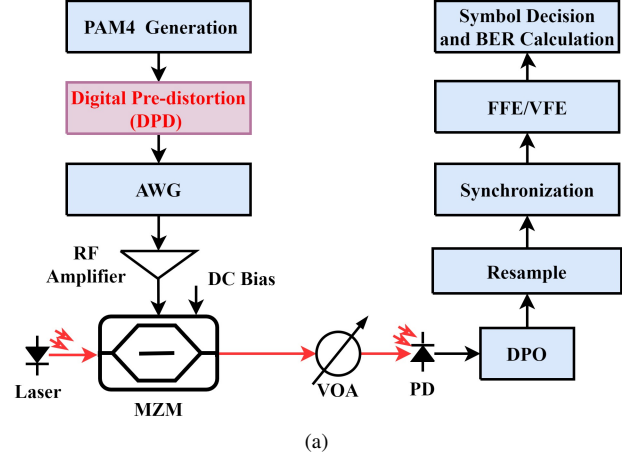 PAM4 Generation
Digital Pre-distortion
(DPD)
AWG
RF
Amplifier
DC Bias
Laser
MZM
VOA
PD
DPO
Resample
Synchronization
FFE/VFE
Symbol Decision
and BER Calculation
(a)